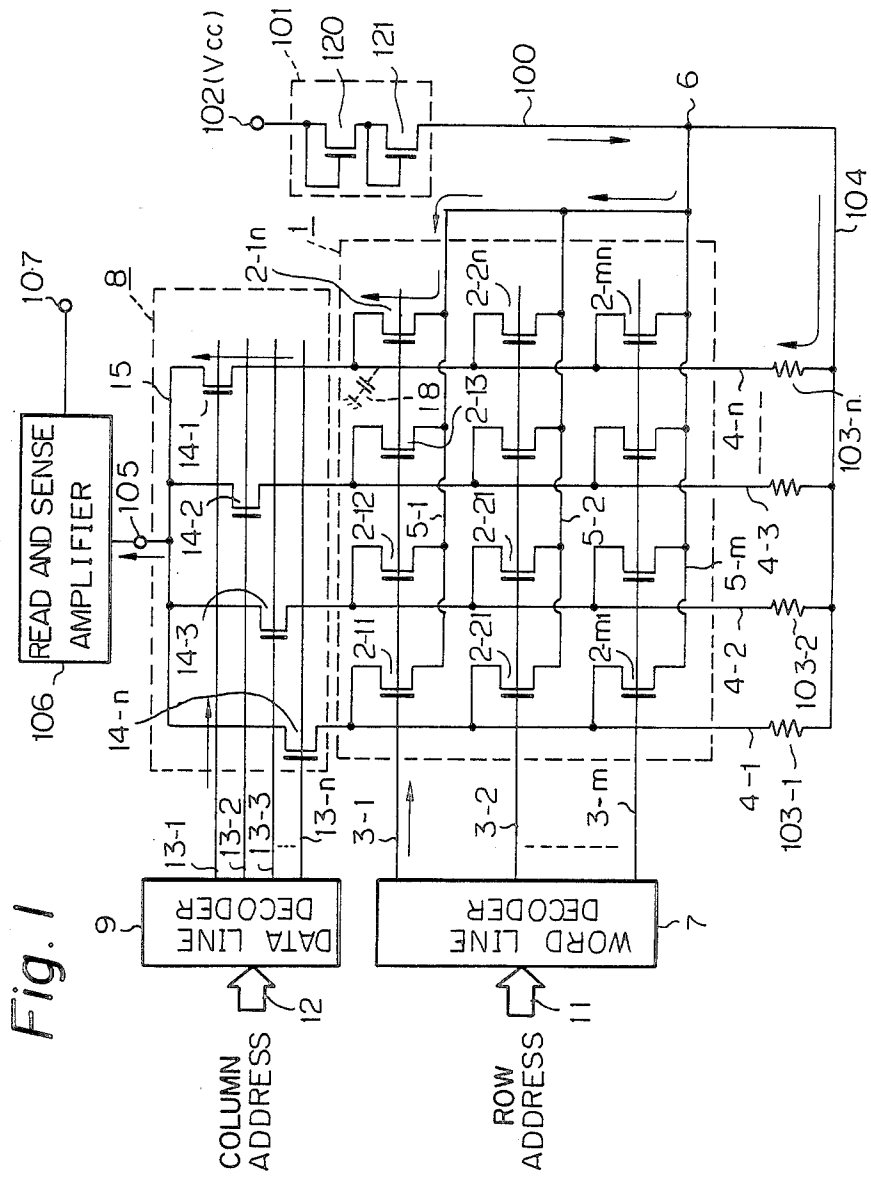 Fig. 1
READ AND SENSE
AMPLIFIER
106
107
105
15
8
14-1
14-2
14-3
14-n
102(Vcc)
101
120
121
100
6
104
9
DATA LINE
DECODER
COLUMN
ADDRESS
12
13-1
13-2
13-3
13-n
1
2-1n
2-11
2-12
2-13
18
5-1
2-21
2-21
2-2n
5-2
2-m1
2-mn
5-m
7
WORD LINE
DECODER
ROW
ADDRESS
11
3-1
3-2
3-m
4-1
4-2
4-3
4-n
103-1
103-2
103-n